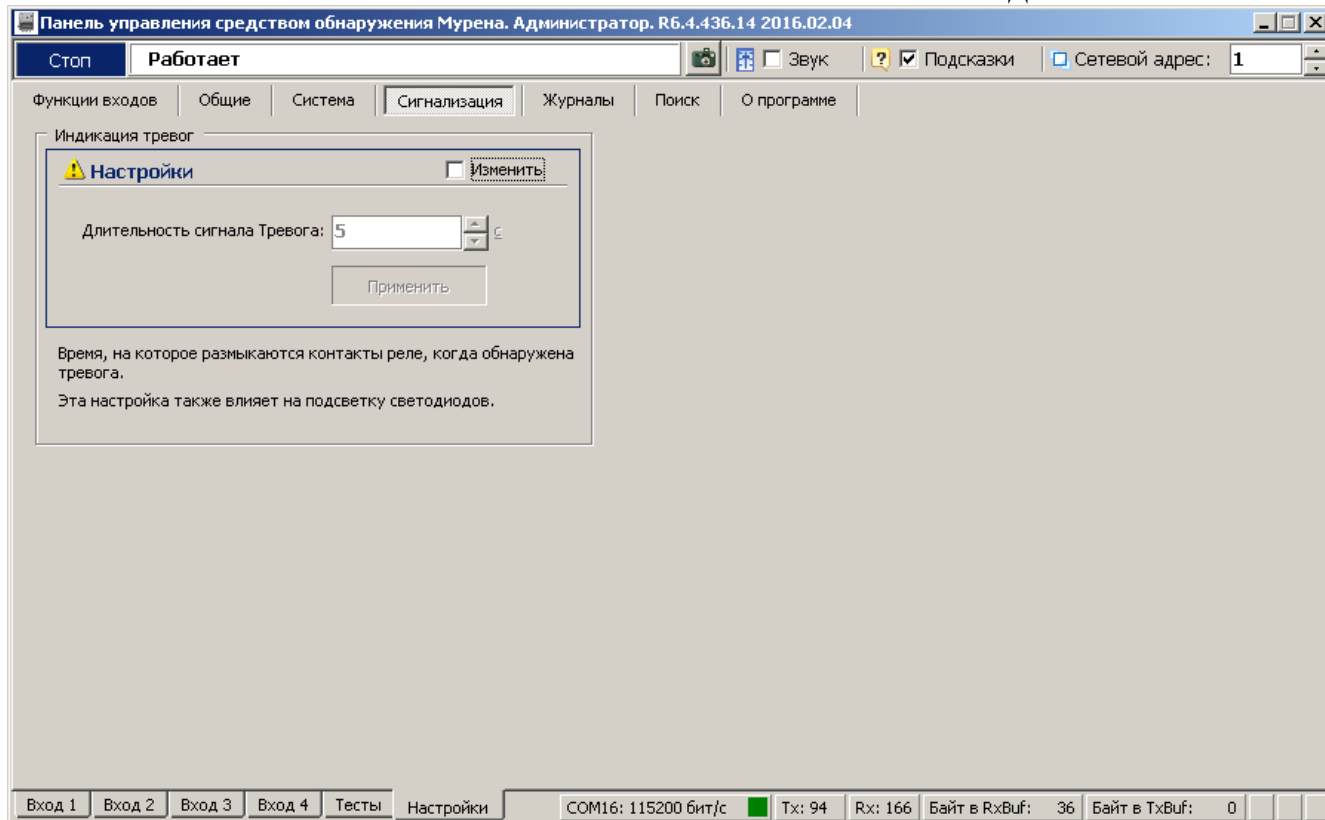 Панель управления средством обнаружения Мурена. Администратор. R6.4.436.14 2016.02.04
Стоп Работает Звук Подсказки Сетевой адрес: 1
Функции входов Общие Система Сигнализация Журналы Поиск О программе
Индикация тревог
Настройки Изменить
Длительность сигнала Тревога: 5 с
Применить
Время, на которое размыкаются контакты реле, когда обнаружена
тревога.
Эта настройка также влияет на подсветку светодиодов.
Вход 1 Вход 2 Вход 3 Вход 4 Тесты Настройки COM16: 115200 бит/с Tx: 94 Rx: 166 Байт в RxBuf: 36 Байт в TxBuf: 0